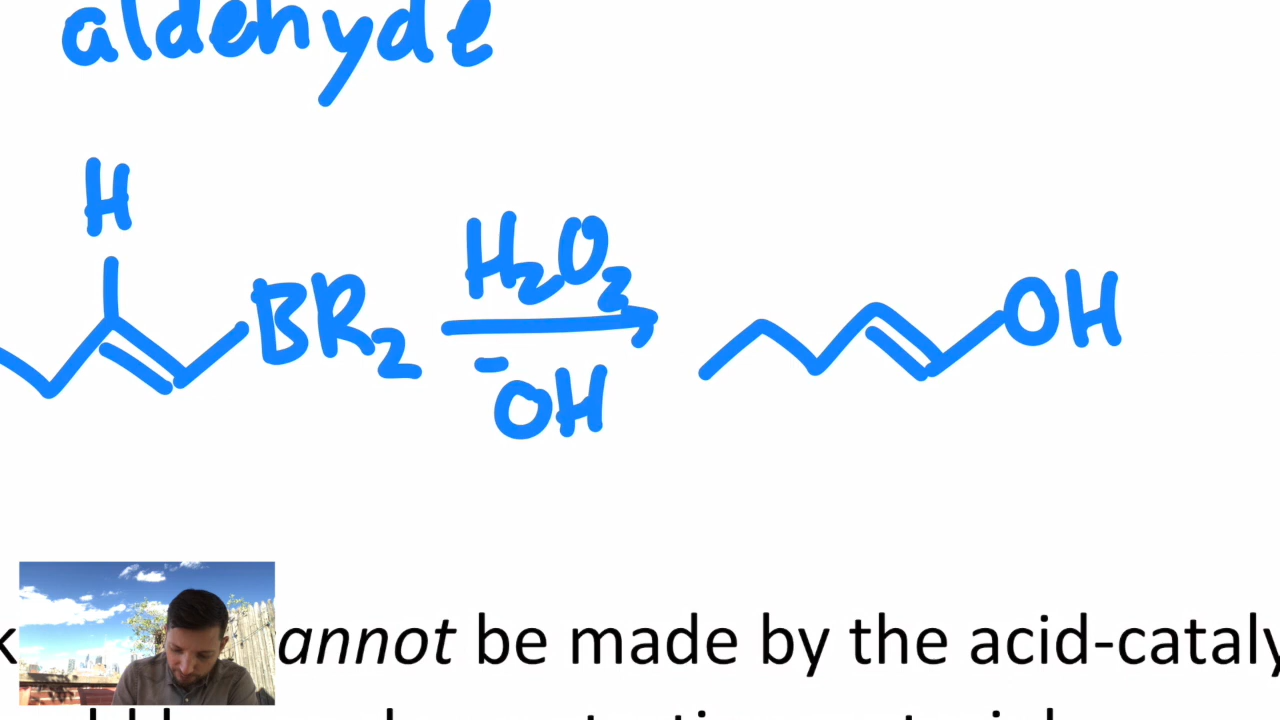 aldehyde
H
BR2 H2O2 OH
-OH
annot be made by the acid-cataly